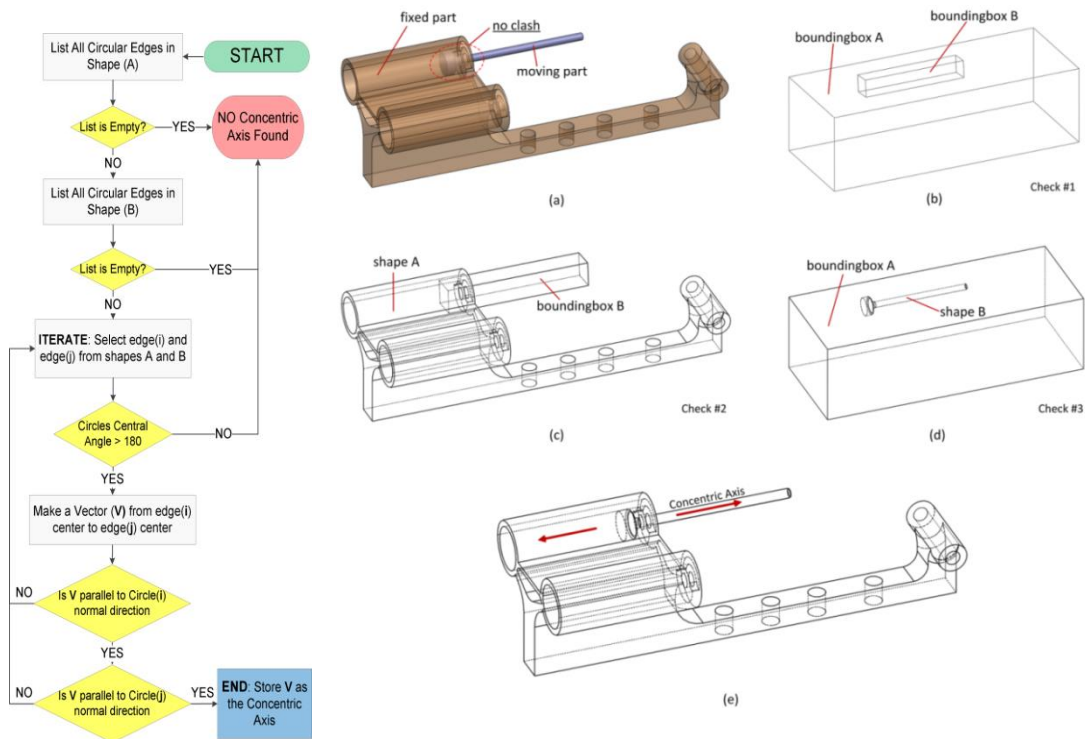 START
List All Circular Edges in
Shape (A)
List is Empty?
YES
NO Concentric
Axis Found
NO
List All Circular Edges in
Shape (B)
List is Empty?
YES
NO
ITERATE: Select edge(i) and
edge(j) from shapes A and B
Circles Central
Angle > 180
NO
YES
Make a Vector (V) from edge(i)
center to edge(j) center
NO
Is V parallel to Circle(i)
normal direction
YES
NO
Is V parallel to Circle(j)
normal direction
YES
END: Store V as
the Concentric
Axis
fixed part
no clash
moving part
(a)
boundingbox B
boundingbox A
Check #1
(b)
shape A
boundingbox B
Check #2
(c)
boundingbox A
shape B
Check #3
(d)
Concentric Axis
(e)